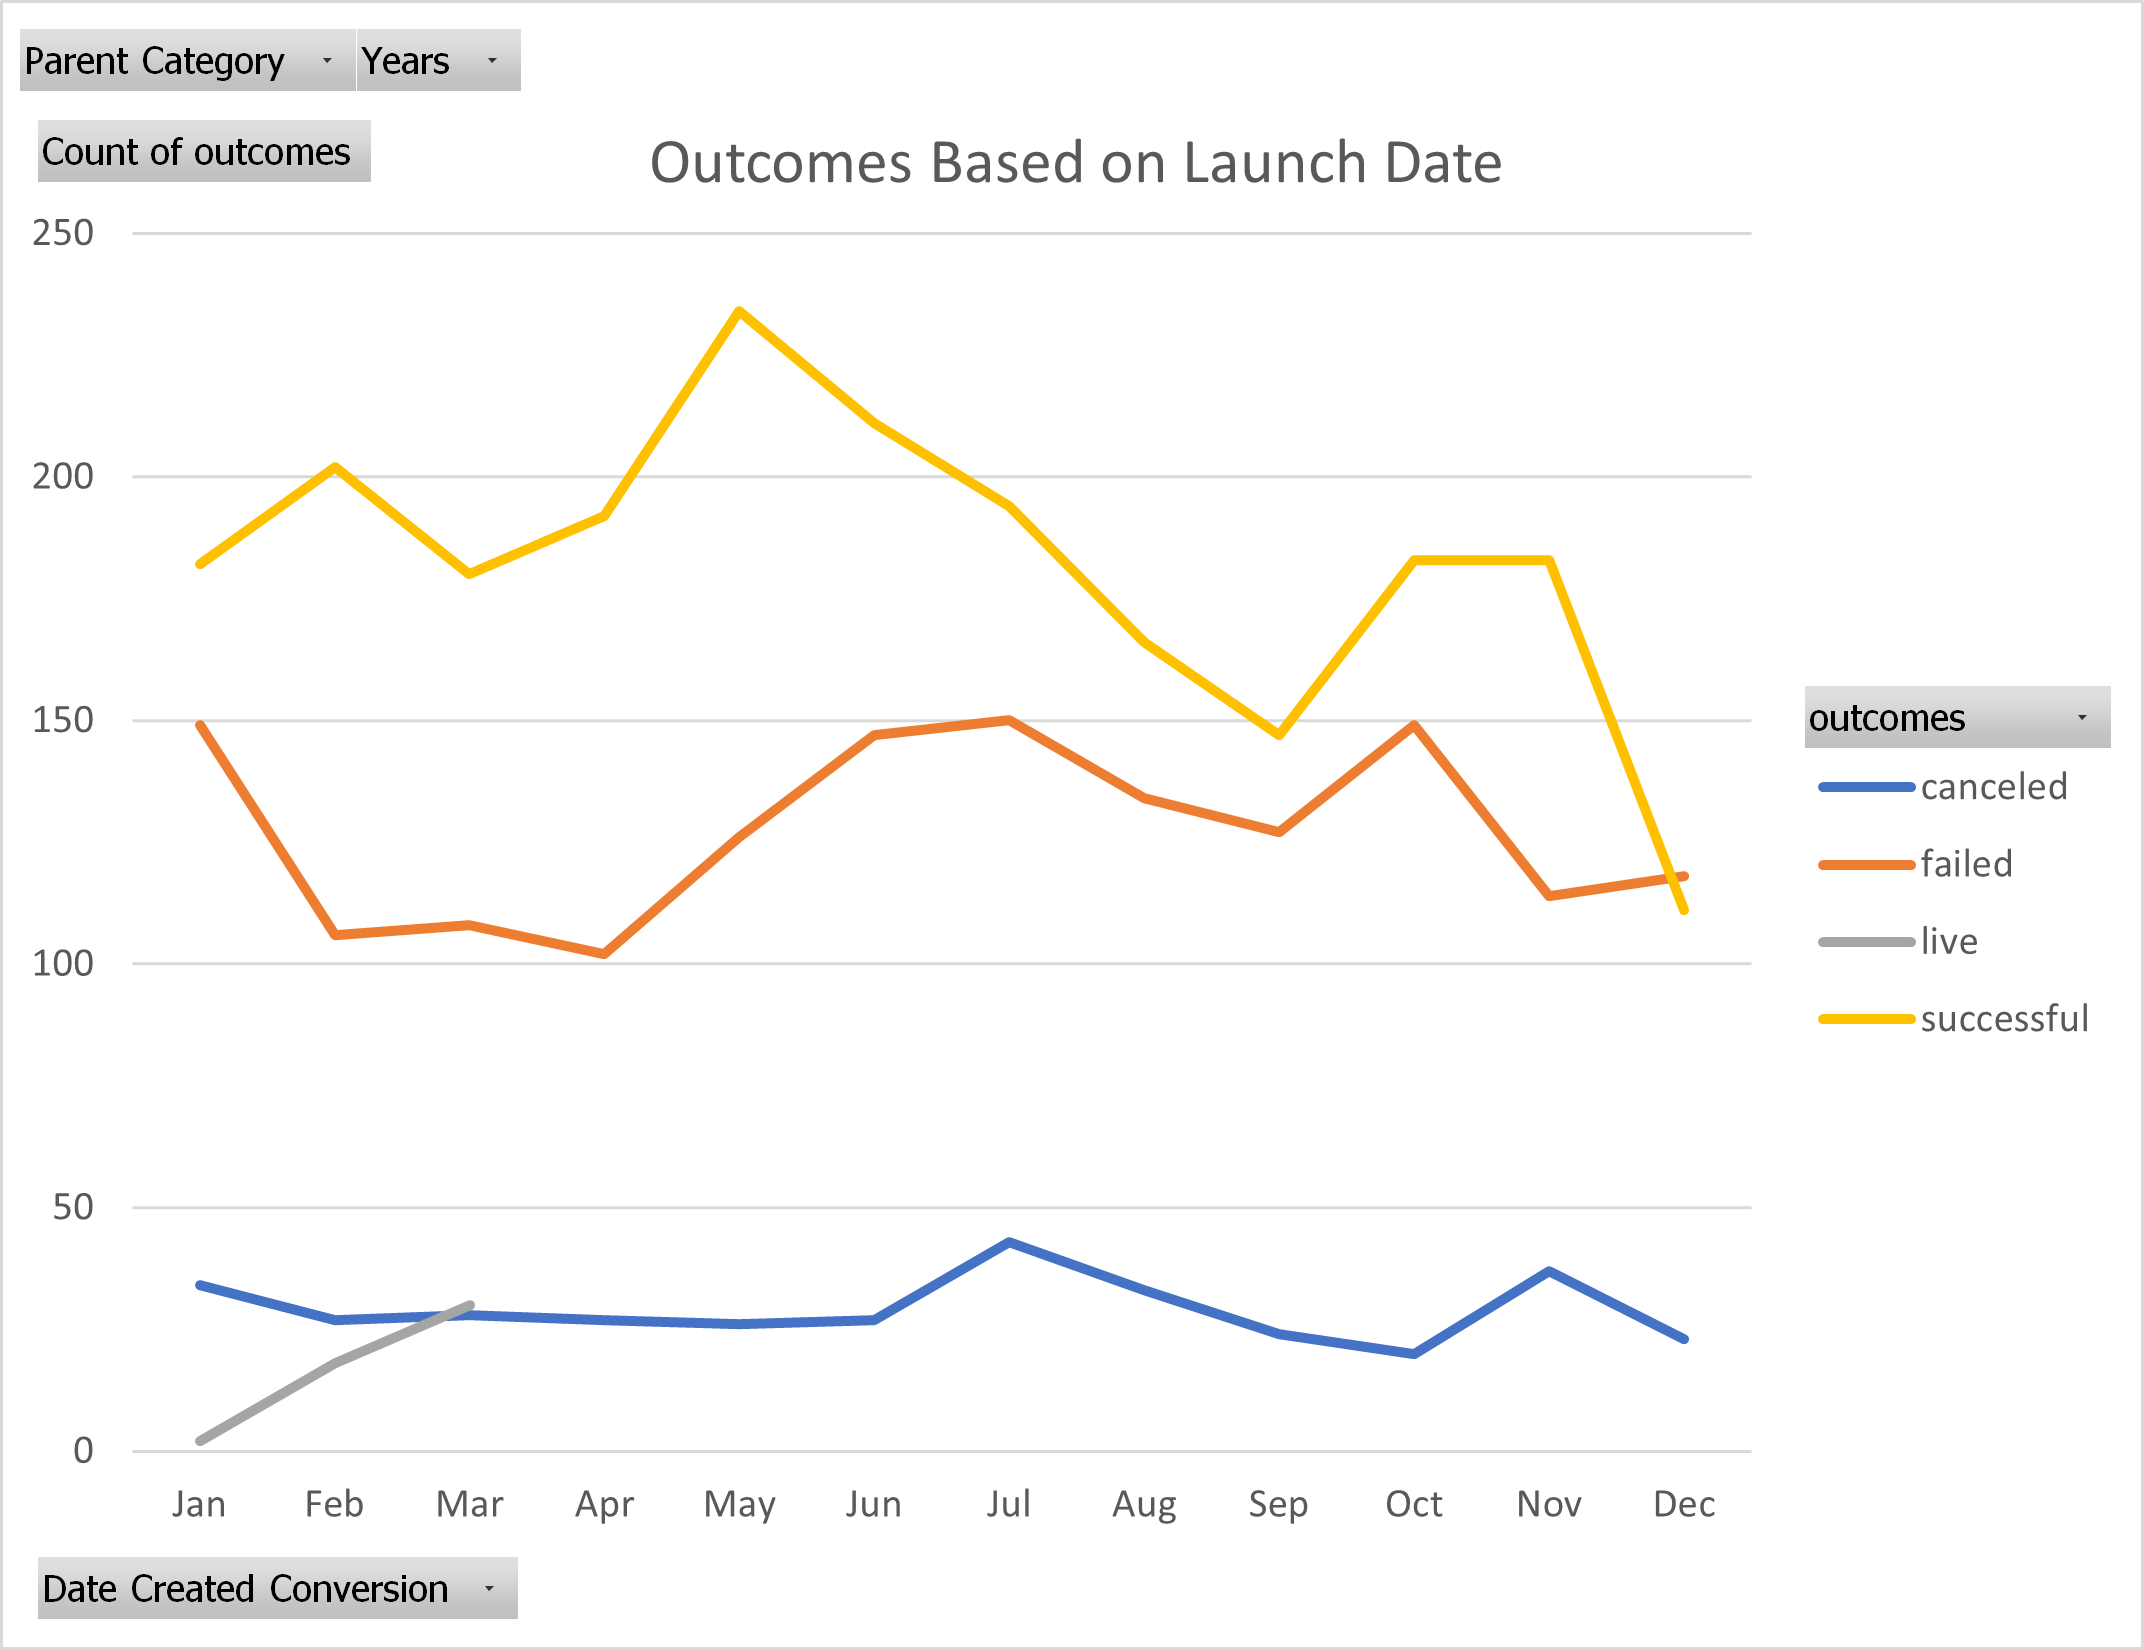 Parent Category Years
Count of outcomes
Outcomes Based on Launch Date
250
200
150
100
50
0
Jan Feb Mar Apr May Jun Jul Aug Sep Oct Nov Dec
outcomes
canceled
failed
live
successful
Date Created Conversion